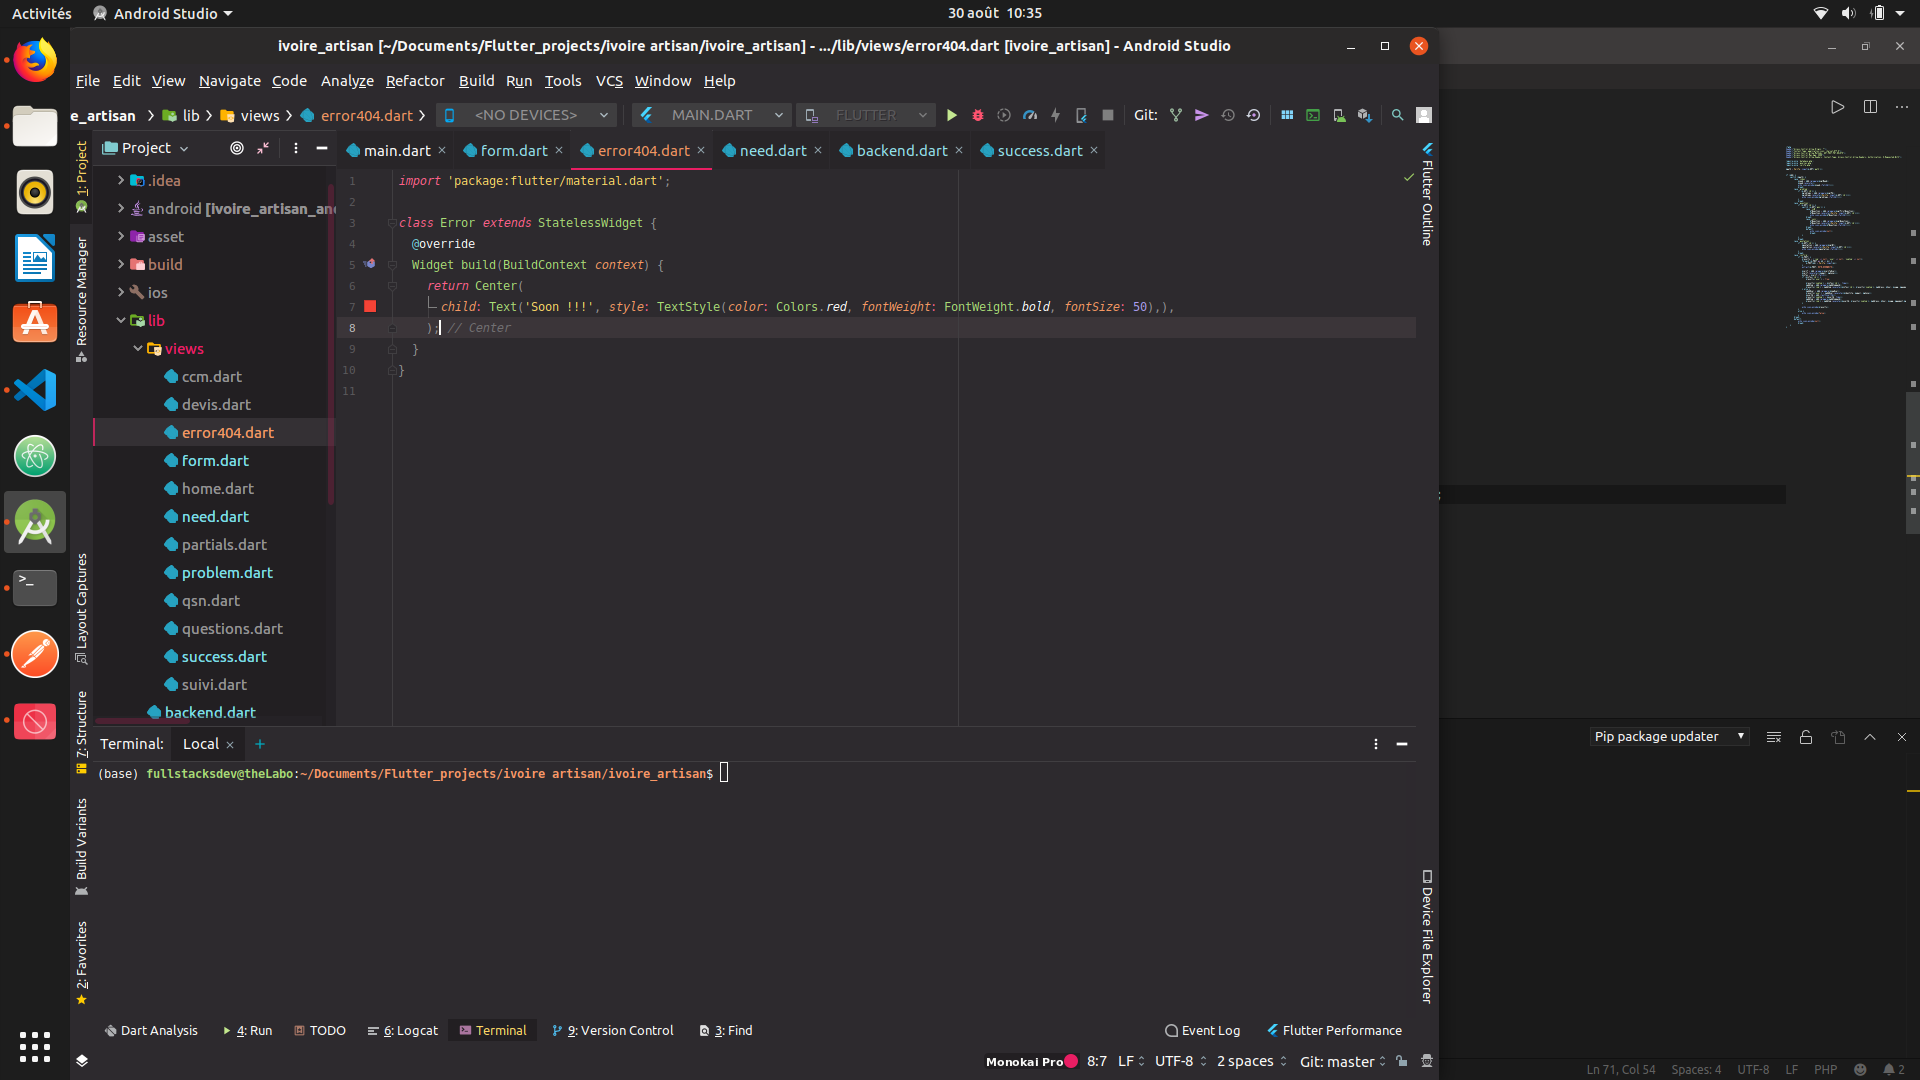 Activités
Android Studio
30 août 10:35
ivoire_artisan [~/Documents/Flutter_projects/ivoire artisan/ivoire_artisan] - .../lib/views/error404.dart [ivoire_artisan] - Android Studio
File Edit View Navigate Code Analyze Refactor Build Run Tools VCS Window Help
e_artisan lib views error404.dart <NO DEVICES> MAIN.DART FLUTTER Git:
1: Project
Resource Manager
Layout Captures
7: Structure
Build Variants
2: Favorites
Project
.idea
android [ivoire_artisan_an
asset
build
ios
lib
views
ccm.dart
devis.dart
error404.dart
form.dart
home.dart
need.dart
partials.dart
problem.dart
qsn.dart
questions.dart
success.dart
suivi.dart
backend.dart
main.dart form.dart error404.dart need.dart backend.dart success.dart
1 import 'package:flutter/material.dart';
2
3 class Error extends StatelessWidget {
4 @override
5 Widget build(BuildContext context) {
6 return Center(
7 child: Text('Soon !!!', style: TextStyle(color: Colors.red, fontWeight: FontWeight.bold, fontSize: 50),),
8 ); // Center
9 }
10 }
11
Flutter Outline
Device File Explorer
Terminal: Local +
(base) fullstacksdev@theLabo:~/Documents/Flutter_projects/ivoire artisan/ivoire_artisan$
Pip package updater
Dart Analysis 4: Run TODO 6: Logcat Terminal 9: Version Control 3: Find Event Log Flutter Performance
Monokai Pro 8:7 LF UTF-8 2 spaces Git: master
Ln 71, Col 54 Spaces: 4 UTF-8 LF PHP 2